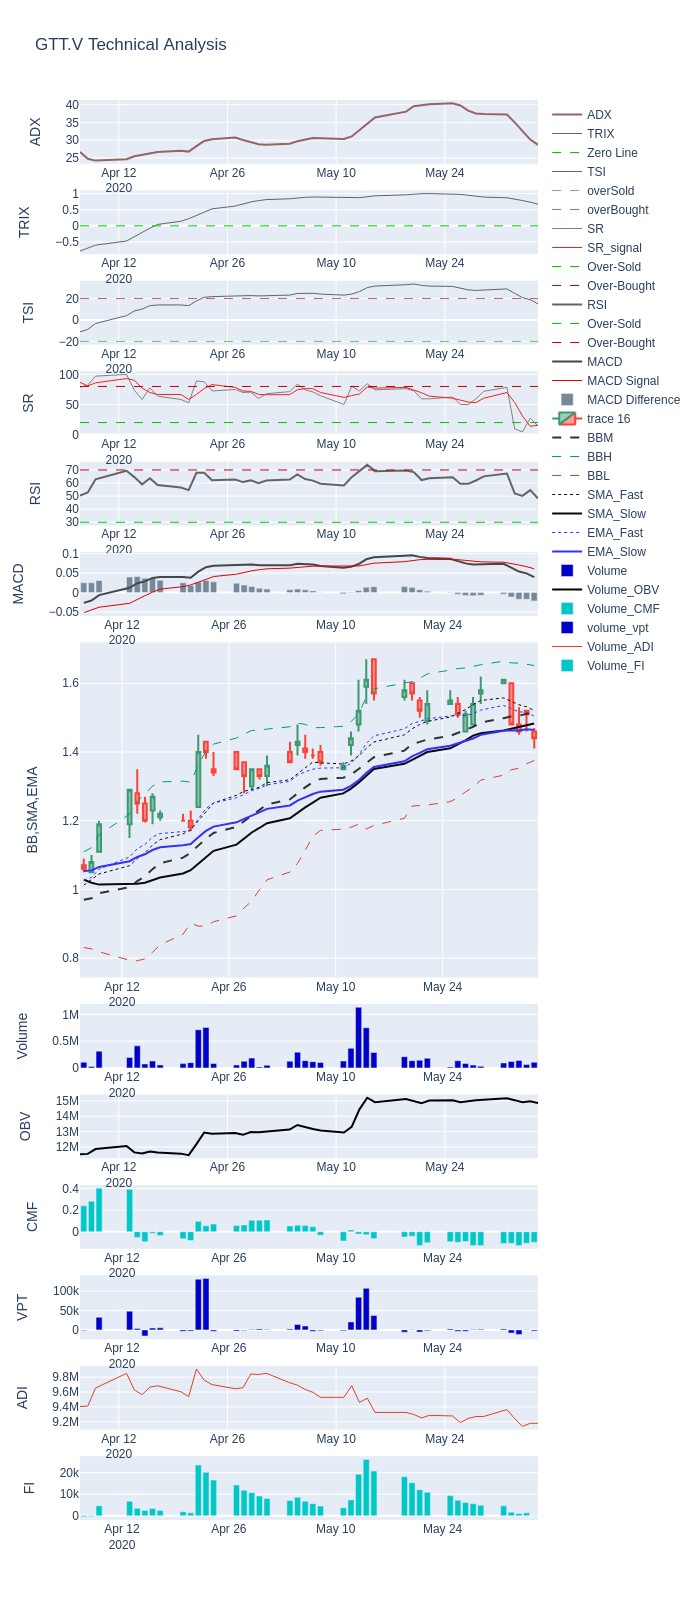 GTT.V Technical Analysis
ADX
40
35
30
25
Apr 12
2020
Apr 26
May 10
May 24
TRIX
1
0.5
0
−0.5
Apr 12
2020
Apr 26
May 10
May 24
TSI
20
0
−20
Apr 12
2020
Apr 26
May 10
May 24
SR
100
50
0
Apr 12
2020
Apr 26
May 10
May 24
RSI
70
60
50
40
30
Apr 12
2020
Apr 26
May 10
May 24
MACD
0.1
0.05
0
−0.05
Apr 12
2020
Apr 26
May 10
May 24
BB,SMA,EMA
1.6
1.4
1.2
1
0.8
Apr 12
2020
Apr 26
May 10
May 24
Volume
1M
0.5M
0
Apr 12
2020
Apr 26
May 10
May 24
OBV
15M
14M
13M
12M
Apr 12
2020
Apr 26
May 10
May 24
CMF
0.4
0.2
0
Apr 12
2020
Apr 26
May 10
May 24
VPT
100k
50k
0
Apr 12
2020
Apr 26
May 10
May 24
ADI
9.8M
9.6M
9.4M
9.2M
Apr 12
2020
Apr 26
May 10
May 24
FI
20k
10k
0
Apr 12
2020
Apr 26
May 10
May 24
ADX
TRIX
Zero Line
TSI
overSold
overBought
SR
SR_signal
Over-Sold
Over-Bought
RSI
Over-Sold
Over-Bought
MACD
MACD Signal
MACD Difference
trace 16
BBM
BBH
BBL
SMA_Fast
SMA_Slow
EMA_Fast
EMA_Slow
Volume
Volume_OBV
Volume_CMF
volume_vpt
Volume_ADI
Volume_FI